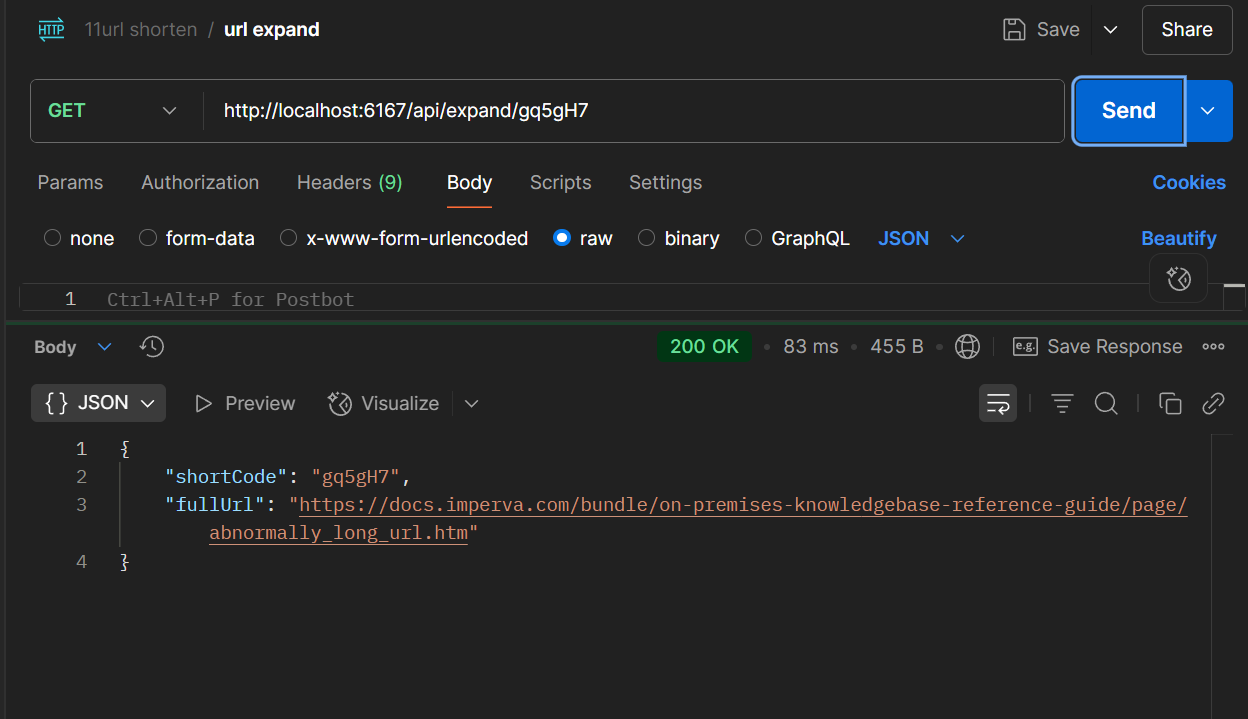 HTTP 11url shorten / url expand Save Share
GET http://localhost:6167/api/expand/gq5gH7 Send
Params Authorization Headers (9) Body Scripts Settings Cookies
none form-data x-www-form-urlencoded raw binary GraphQL JSON Beautify
1 Ctrl+Alt+P for Postbot
Body 200 OK • 83 ms • 455 B • e.g. Save Response
{} JSON Preview Visualize
1 {
2 "shortCode": "gq5gH7",
3 "fullUrl": "https://docs.imperva.com/bundle/on-premises-knowledgebase-reference-guide/page/
abnormally_long_url.htm"
4 }